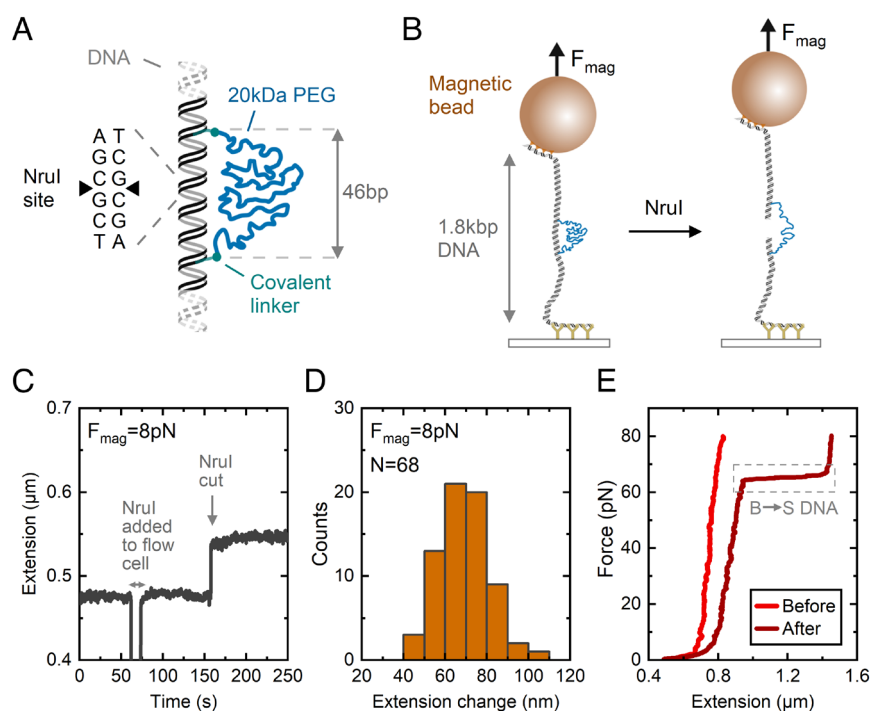 A
DNA
20kDa PEG
NruI
site
A T
G C
C G
G C
C G
T A
46bp
Covalent
linker
B
F mag
Magnetic
bead
1.8kbp
DNA
NruI
F mag
C
F mag=8pN
NruI
cut
NruI
added
to flow
cell
Extension (μm)
0.7
0.6
0.5
0.4
0 50 100 150 200 250
Time (s)
D
F mag=8pN
N=68
Counts
30
20
10
0
20 40 60 80 100 120
Extension change (nm)
E
Force (pN)
80
60
40
20
0
B→S DNA
Before
After
0.4 0.8 1.2 1.6
Extension (μm)